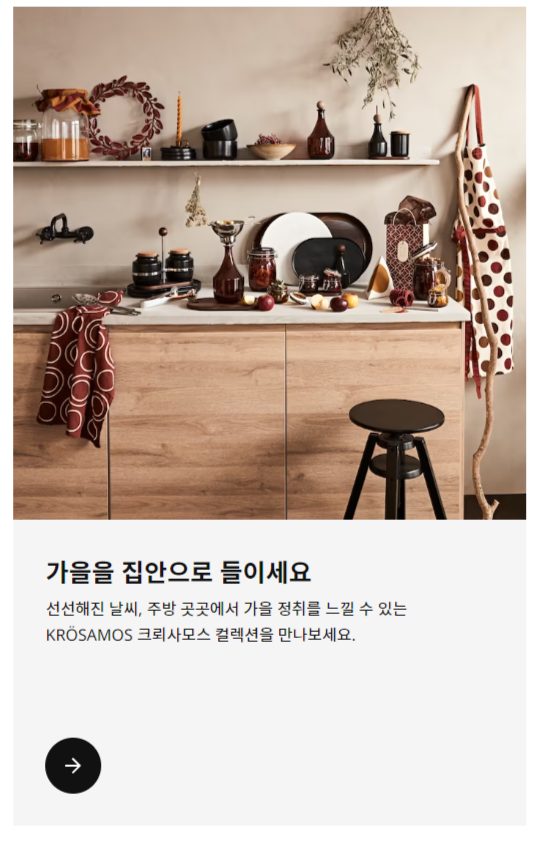 가을을 집안으로 들이세요
선선해진 날씨, 주방 곳곳에서 가을 정취를 느낄 수 있는
KRÖSAMOS 크뢰사모스 컬렉션을 만나보세요.